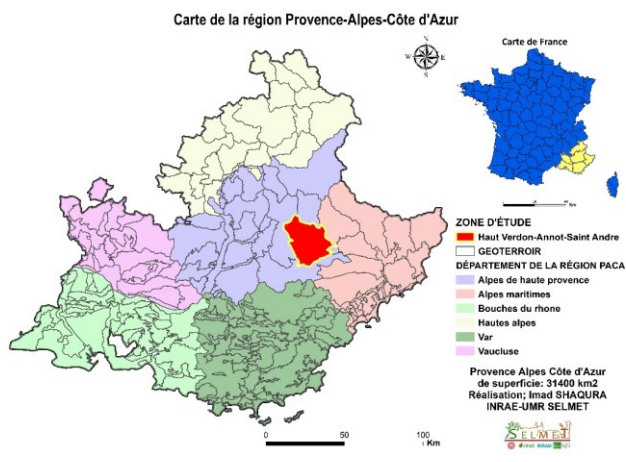 Carte de la région Provence-Alpes-Côte d'Azur
Carte de France
N
W E
S
Km
ZONE D'ÉTUDE
Haut Verdon-Annot-Saint Andre
GEOTERROIR
DÉPARTEMENT DE LA RÉGION PACA
Alpes de haute provence
Alpes maritimes
Bouches du rhone
Hautes alpes
Var
Vaucluse
Provence Alpes Côte d'Azur
de superficie: 31400 km2
Réalisation; Imad SHAQURA
INRAE-UMR SELMET
SELMET
0 50 100
Km